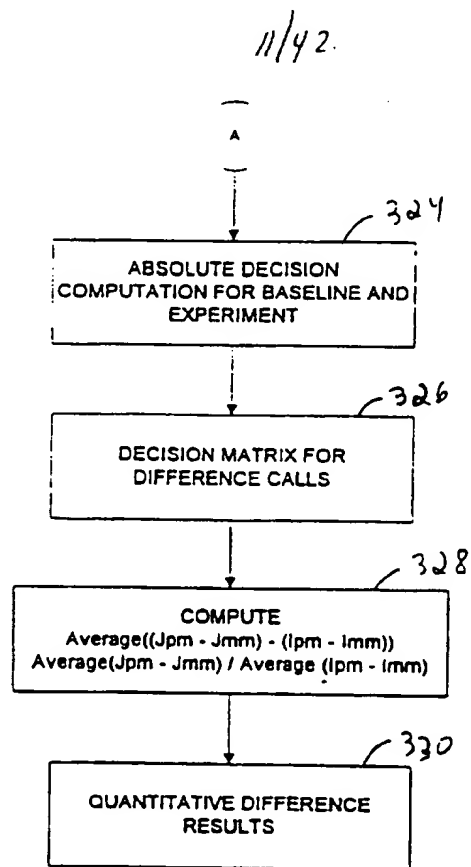 11/42.
A
324
ABSOLUTE DECISION
COMPUTATION FOR BASELINE AND
EXPERIMENT
326
DECISION MATRIX FOR
DIFFERENCE CALLS
328
COMPUTE
Average((Jpm - Jmm) - (Ipm - Imm))
Average(Jpm - Jmm) / Average (Ipm - Imm)
330
QUANTITATIVE DIFFERENCE
RESULTS